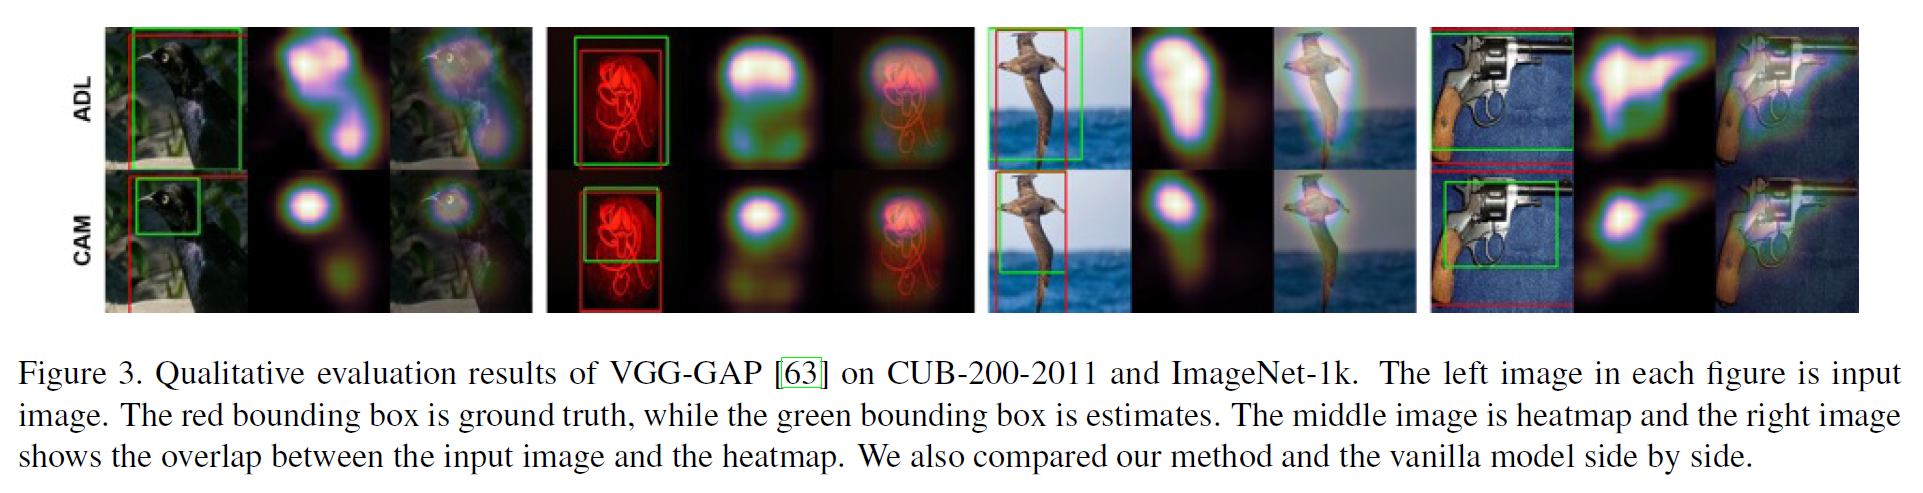 ADL
CAM
Figure 3. Qualitative evaluation results of VGG-GAP [63] on CUB-200-2011 and ImageNet-1k. The left image in each figure is input
image. The red bounding box is ground truth, while the green bounding box is estimates. The middle image is heatmap and the right image
shows the overlap between the input image and the heatmap. We also compared our method and the vanilla model side by side.